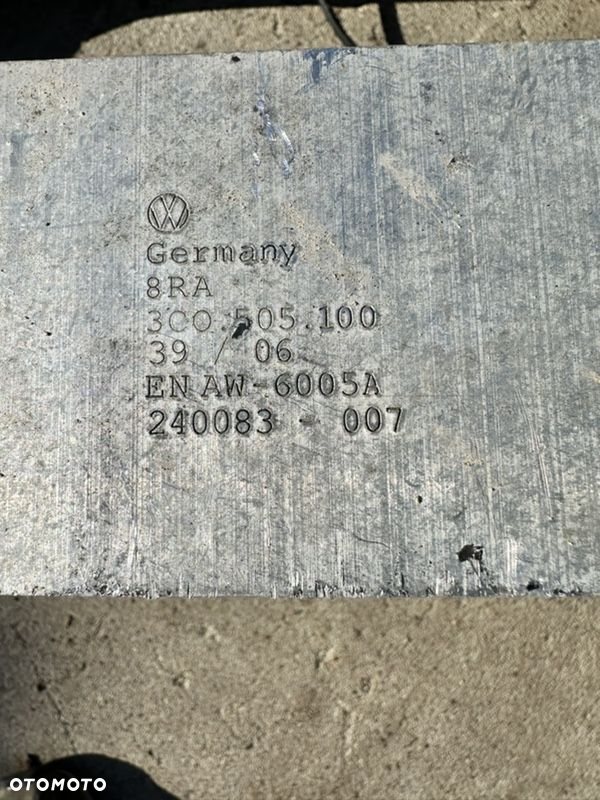 Germany
8RA
3C0.505.100
39 / 06
EN AW-6005A
240083 - 007
OTOMOTO